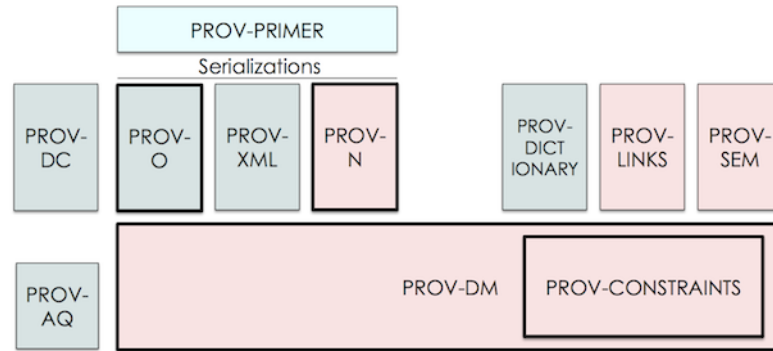 PROV-PRIMER
Serializations
PROV-
DC
PROV-
O
PROV-
XML
PROV-
N
PROV-
DICT
IONARY
PROV-
LINKS
PROV-
SEM
PROV-
AQ
PROV-DM
PROV-CONSTRAINTS